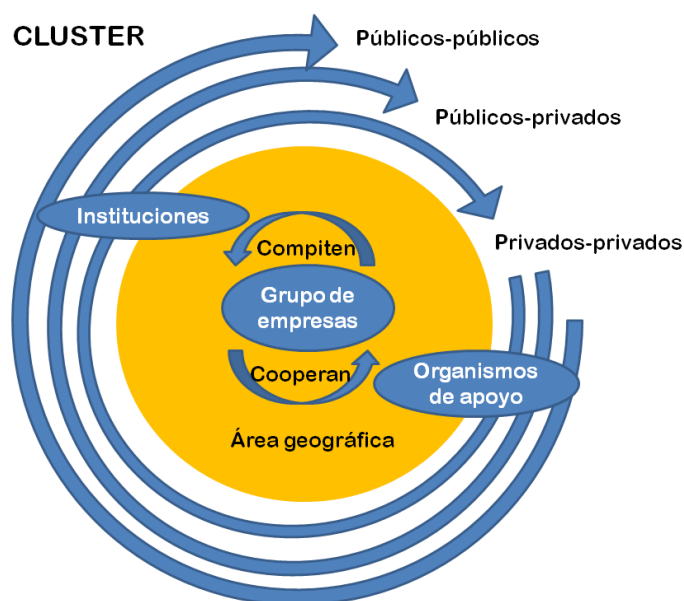 CLUSTER
Públicos-públicos
Públicos-privados
Instituciones
Privados-privados
Compiten
Grupo de
empresas
Cooperan
Organismos
de apoyo
Área geográfica